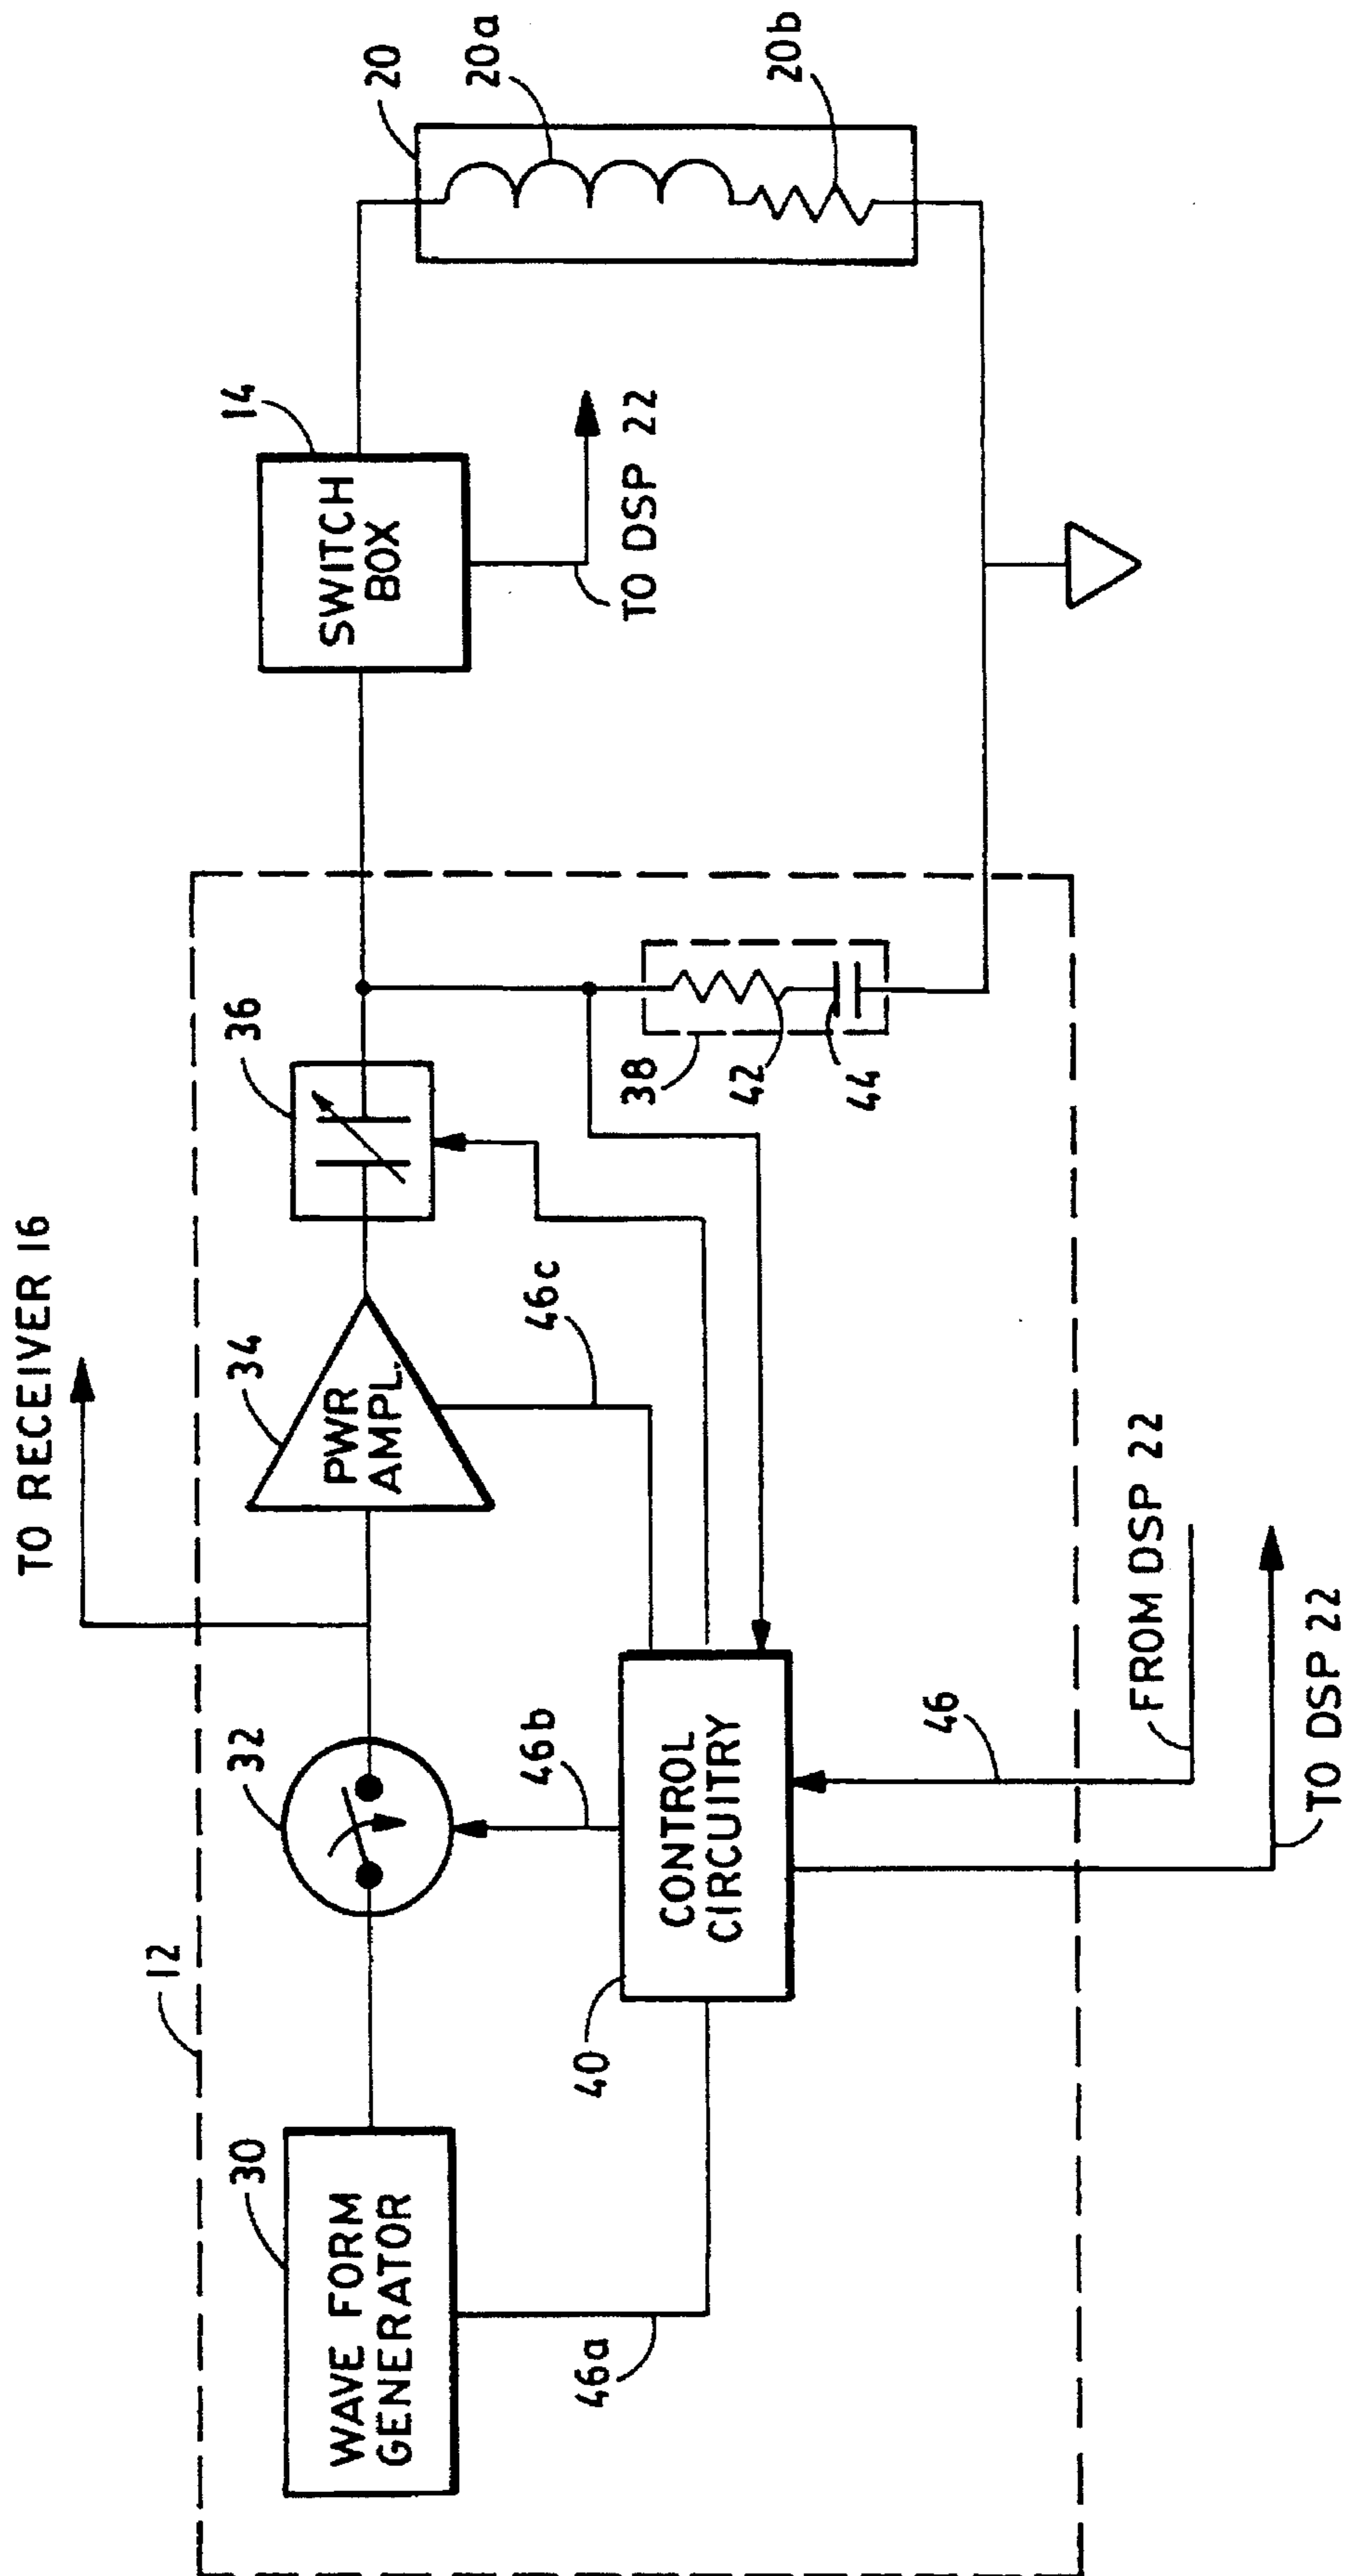 TO RECEIVER 16
12
30
WAVE FORM
GENERATOR
32
34
PWR
AMPL.
36
14
SWITCH
BOX
TO DSP 22
20
20a
20b
46a
46b
46c
40
CONTROL
CIRCUITRY
38
42
44
46
FROM DSP 22
TO DSP 22